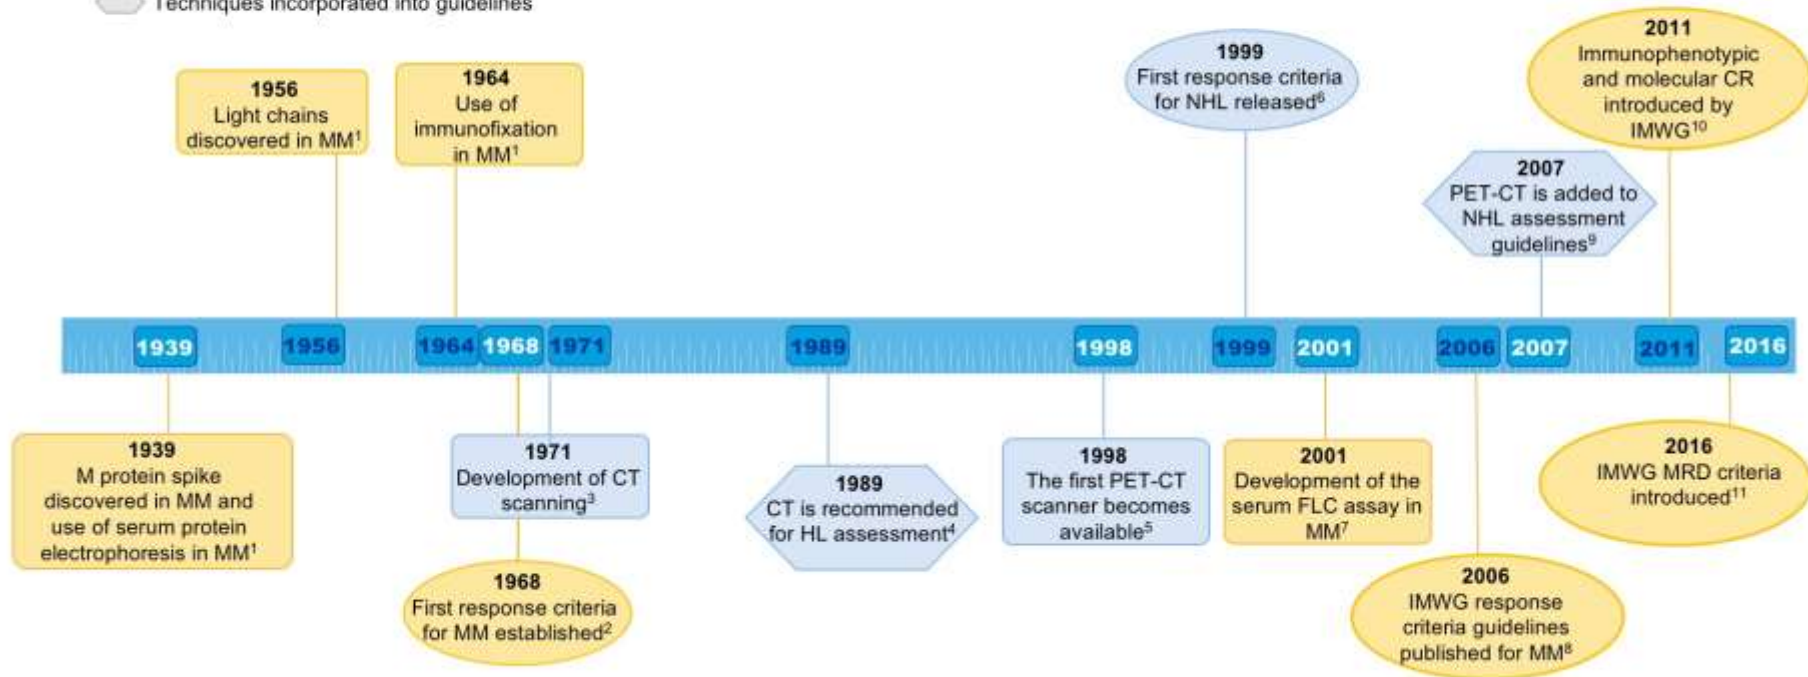 Techniques incorporated into guidelines
1956
Light chains
discovered in MM¹
1964
Use of
immunofixation
in MM¹
1999
First response criteria
for NHL released⁶
2011
Immunophenotypic
and molecular CR
introduced by
IMWG¹⁰
2007
PET-CT is added to
NHL assessment
guidelines⁹
1939 1956 1964 1968 1971 1989 1998 1999 2001 2006 2007 2011 2016
1939
M protein spike
discovered in MM and
use of serum protein
electrophoresis in MM¹
1971
Development of CT
scanning³
1968
First response criteria
for MM established²
1989
CT is recommended
for HL assessment⁴
1998
The first PET-CT
scanner becomes
available⁵
2001
Development of the
serum FLC assay in
MM⁷
2006
IMWG response
criteria guidelines
published for MM⁸
2016
IMWG MRD criteria
introduced¹¹